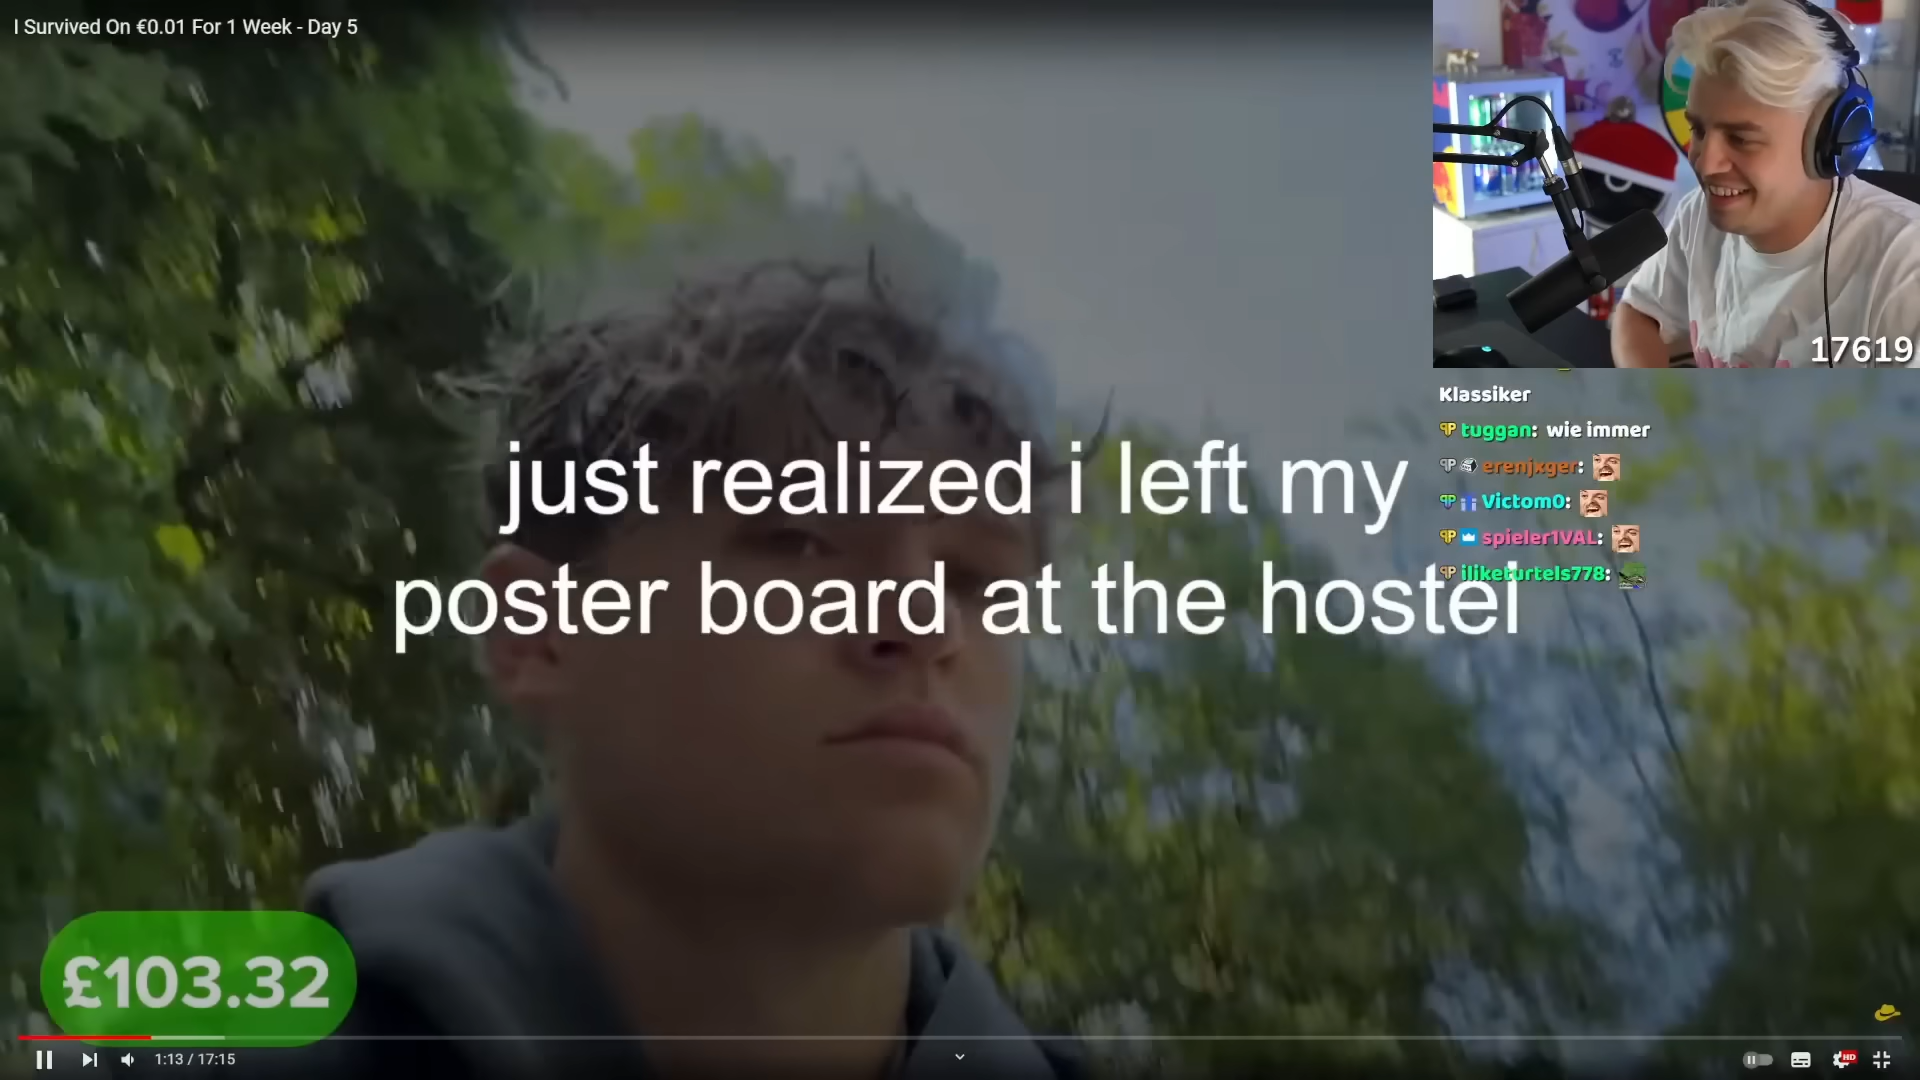 I Survived On €0.01 For 1 Week - Day 5
17619
Klassiker
tuggan: wie immer
erenjxger:
Victom0:
spieler1VAL:
iliketurtels778:
just realized i left my
poster board at the hostel
£103.32
1:13 / 17:15
HD